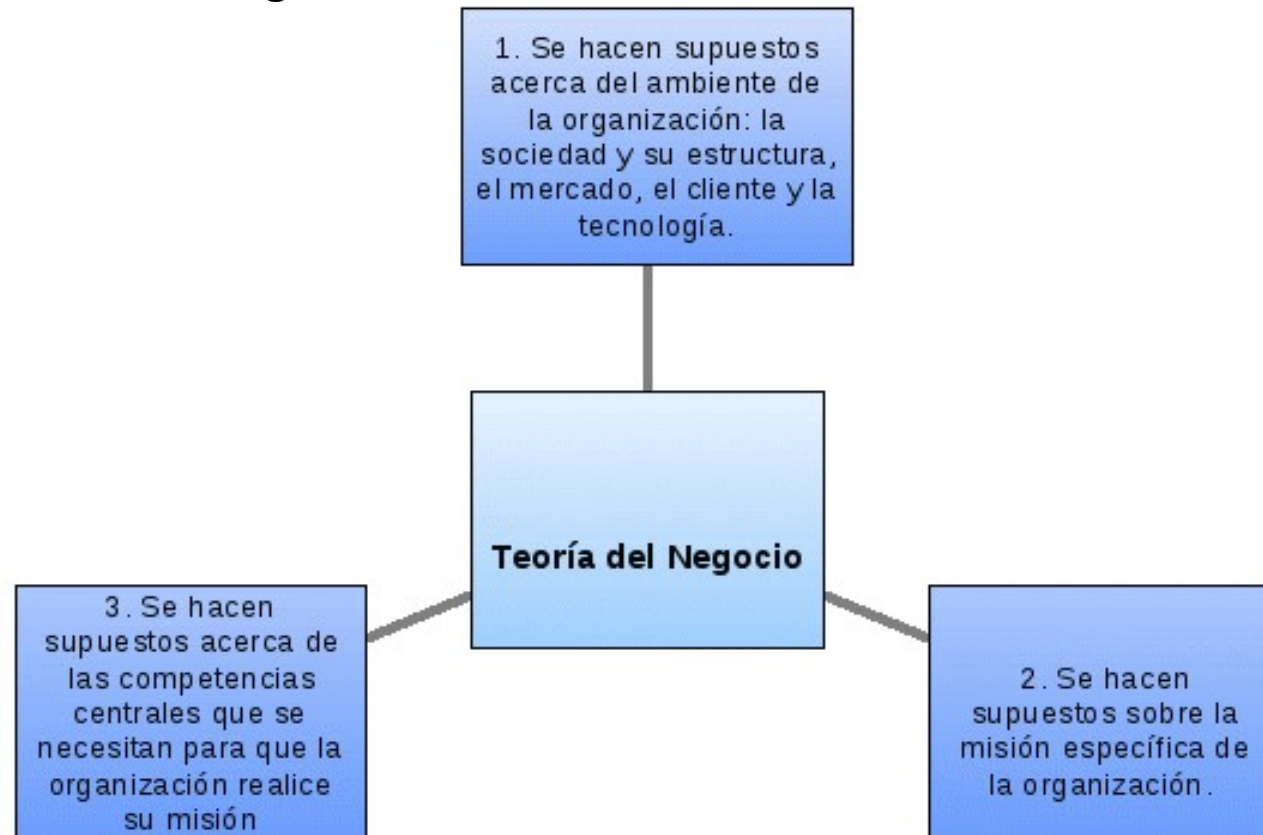 1. Se hacen supuestos
acerca del ambiente de
la organización: la
sociedad y su estructura,
el mercado, el cliente y la
tecnología.
Teoría del Negocio
3. Se hacen
supuestos acerca de
las competencias
centrales que se
necesitan para que la
organización realice
su misión
2. Se hacen
supuestos sobre la
misión específica de
la organización.